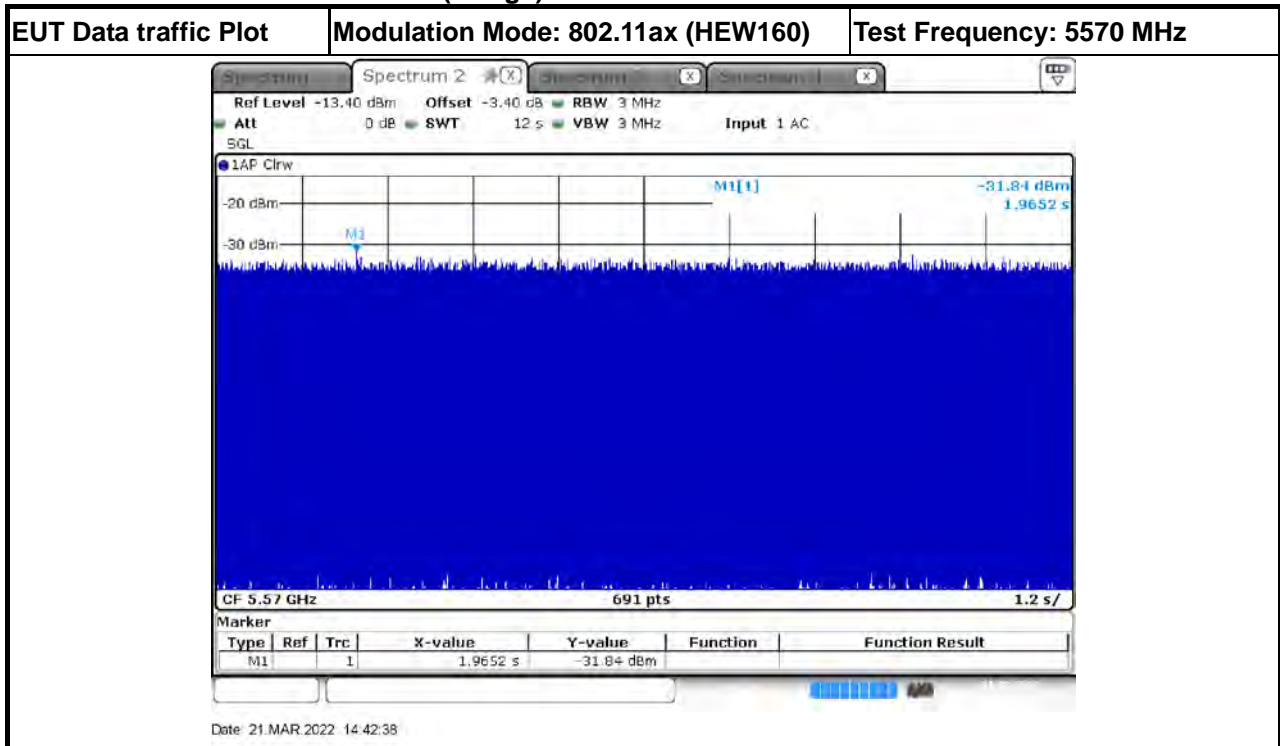 EUT Data traffic Plot Modulation Mode: 802.11ax (HEW160) Test Frequency: 5570 MHz
Spectrum 2 X X X
Ref Level -13.40 dBm Offset -3.40 dB RBW 3 MHz
Att 0 dB SWT 12 s VBW 3 MHz Input 1 AC
SGL
1AP Clrw
M1[1] -31.84 dBm
-20 dBm 1.9652 s
M1
-30 dBm
CF 5.57 GHz 691 pts 1.2 s/
Marker
Type Ref Trc X-value Y-value Function Function Result
M1 1 1.9652 s -31.84 dBm
Date: 21.MAR.2022 14:42:38